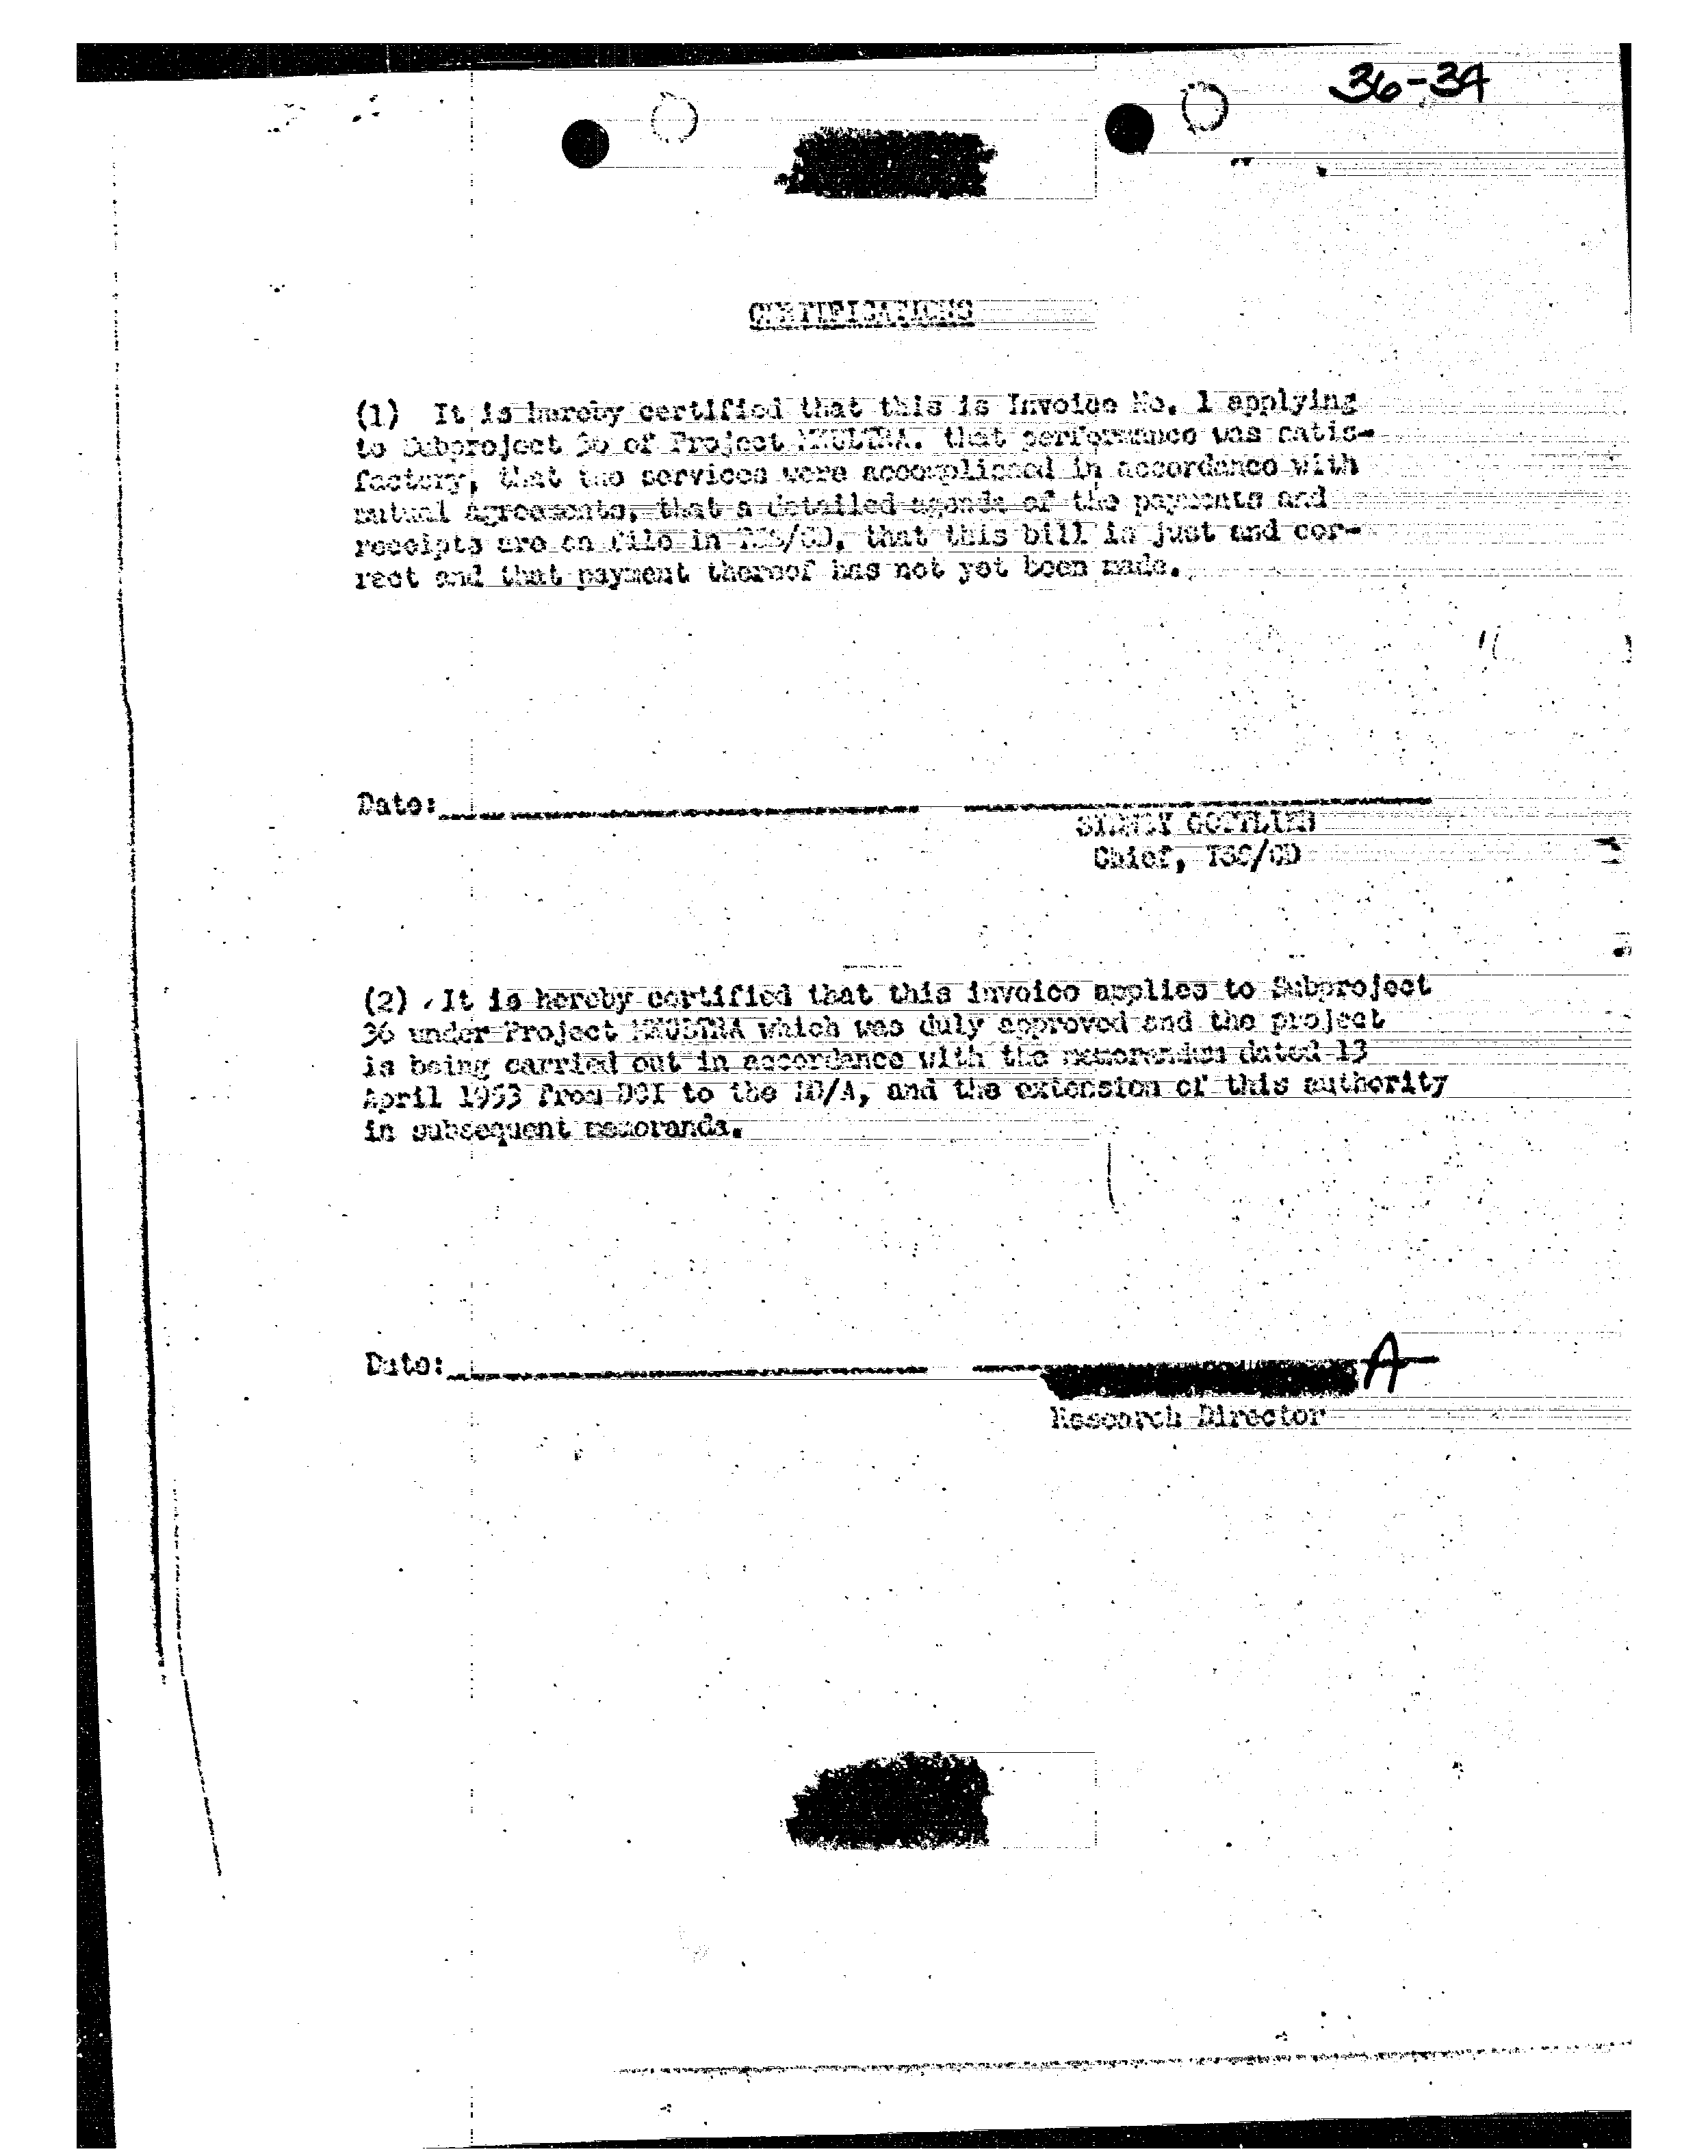 36-34
CERTIFICATIONS
(1) It is hereby certified that this is Invoice No. 1 applying
to Subproject 36 of Project MKULTRA, that performance was satis-
factory, that the services were accomplished in accordance with
mutual agreements, that a detailed agenda of the payments and
receipts are on file in TSS/CD, that this bill is just and cor-
rect and that payment thereof has not yet been made.
Date:
SIDNEY GOTTLIEB
Chief, TSS/CD
(2) It is hereby certified that this invoice applies to Subproject
36 under Project MKULTRA which was duly approved and the project
is being carried out in accordance with the memorandum dated 13
April 1953 from DCI to the DD/A, and the extension of this authority
in subsequent memoranda.
Date:
A
Research Director